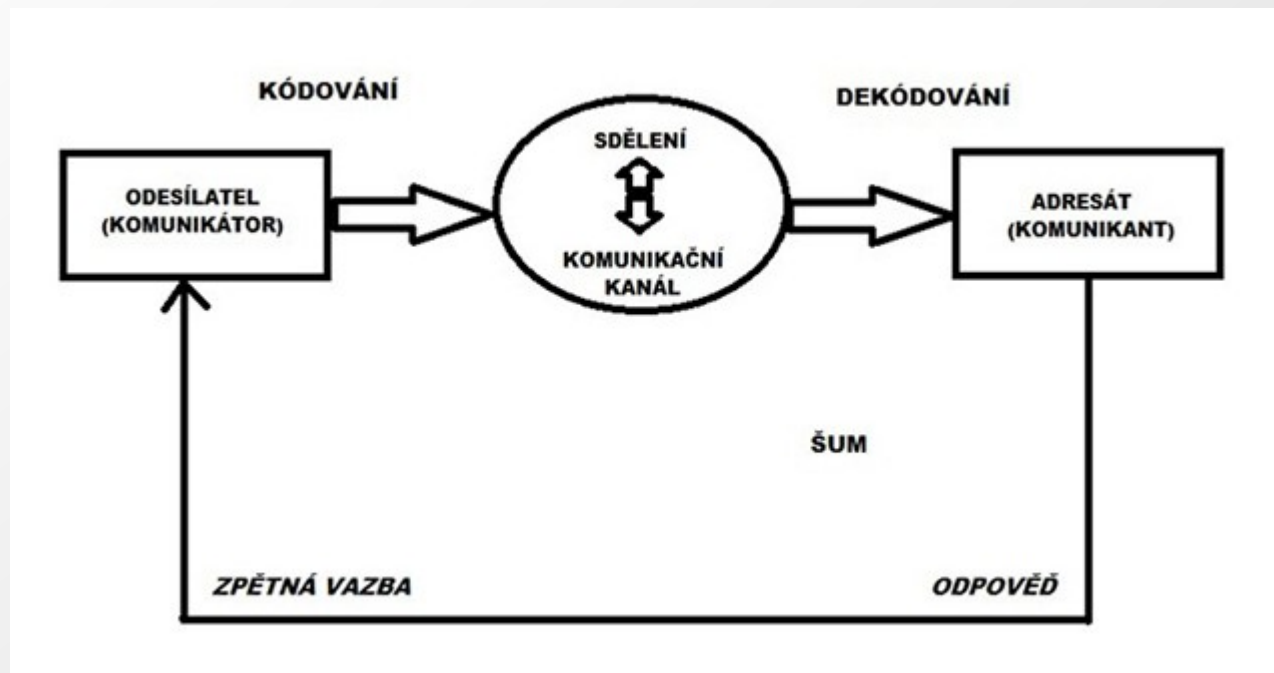 KÓDOVÁNÍ
DEKÓDOVÁNÍ
ODESÍLATEL
(KOMUNIKÁTOR)
SDĚLENÍ
KOMUNIKAČNÍ
KANÁL
ADRESÁT
(KOMUNIKANT)
ŠUM
ZPĚTNÁ VAZBA
ODPOVĚĎ